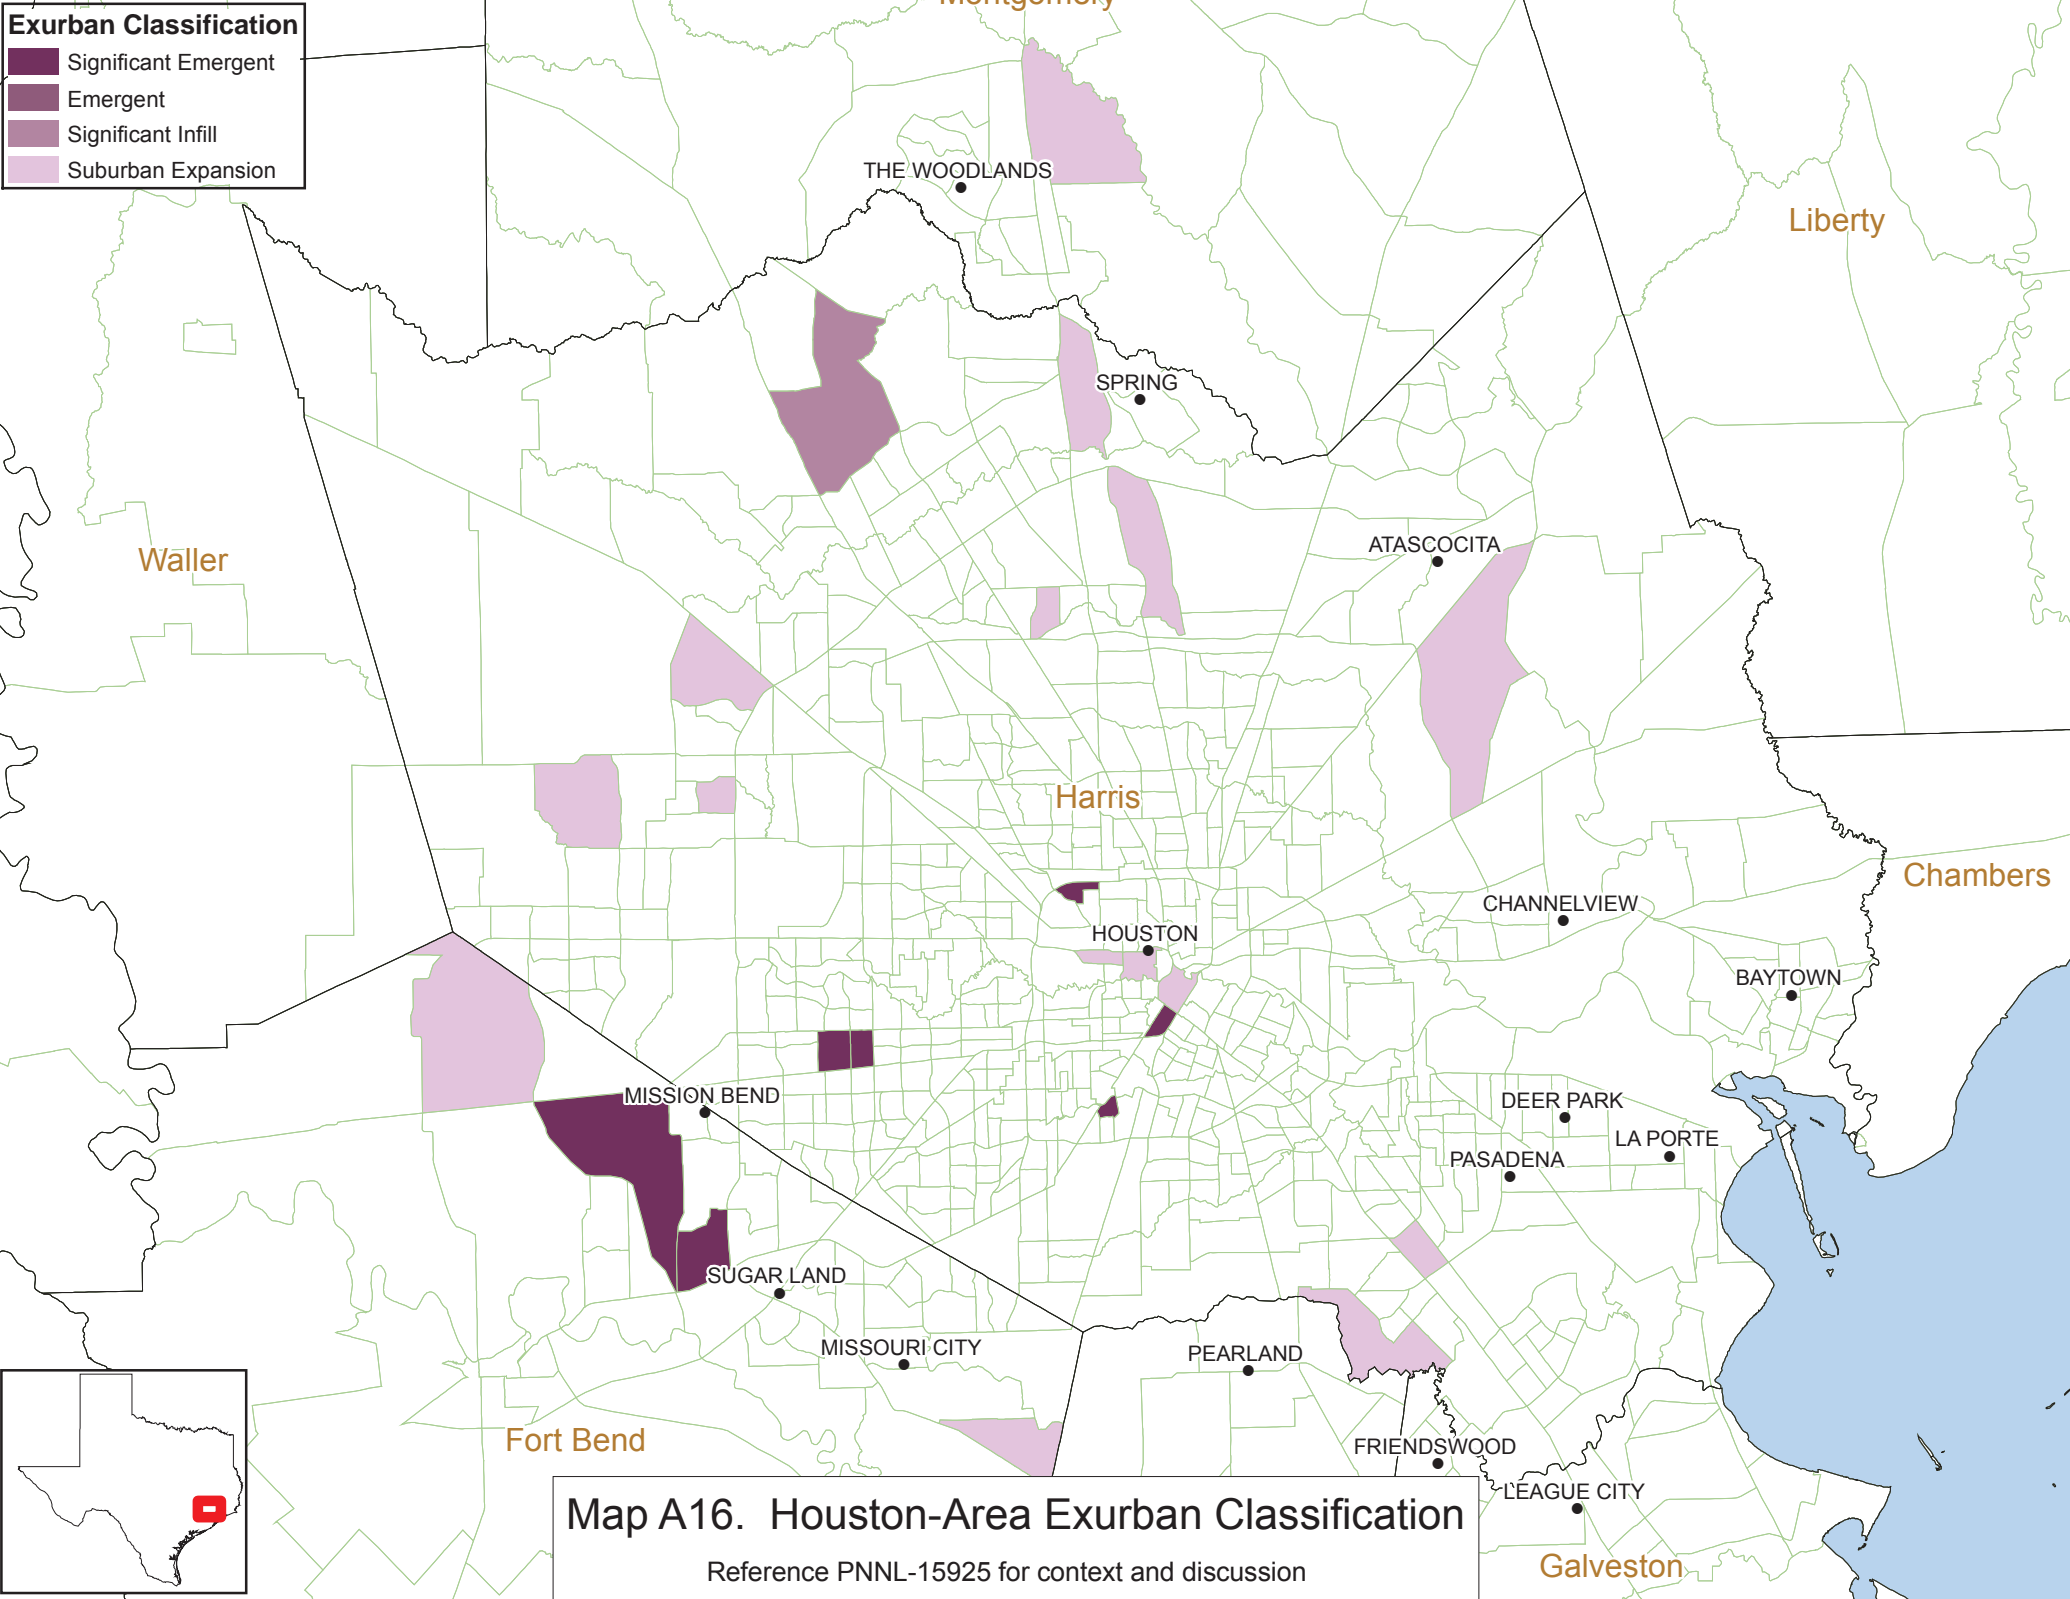 Montgomery
Exurban Classification
Significant Emergent
Emergent
Significant Infill
Suburban Expansion
THE WOODLANDS
Liberty
SPRING
ATASCOCITA
Waller
Harris
Chambers
CHANNELVIEW
HOUSTON
BAYTOWN
MISSION BEND
DEER PARK
LA PORTE
PASADENA
SUGAR LAND
MISSOURI CITY
PEARLAND
Fort Bend
FRIENDSWOOD
LEAGUE CITY
Map A16. Houston-Area Exurban Classification
Galveston
Reference PNNL-15925 for context and discussion